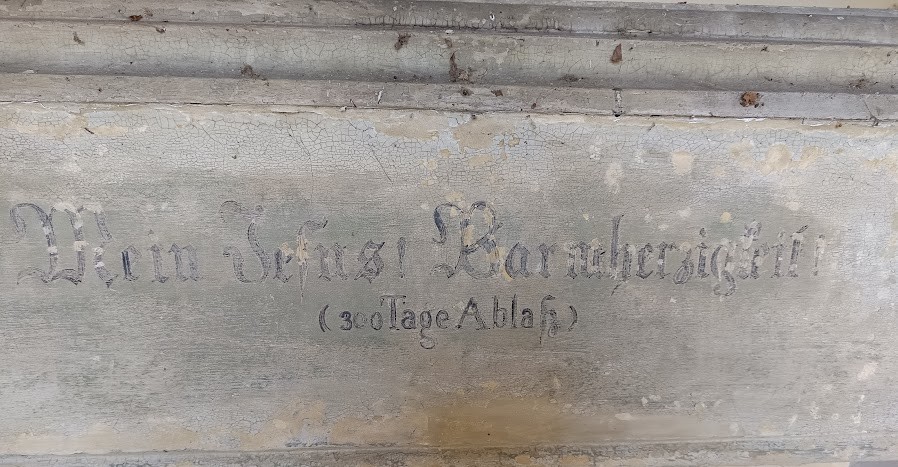 Mein Jesus! Barmherzigkeit!
(300 Tage Ablaß)